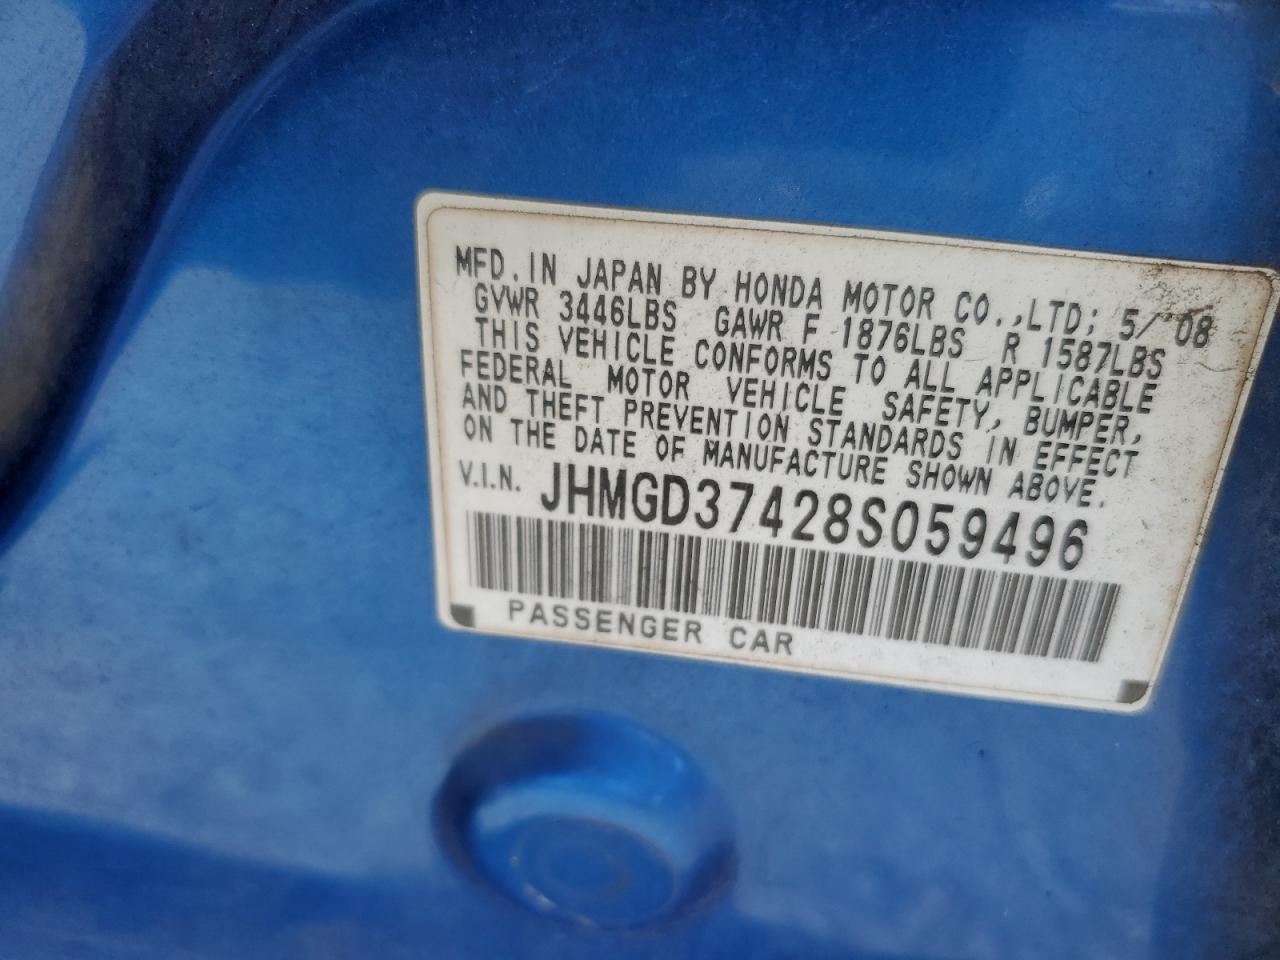 MFD. IN JAPAN BY HONDA MOTOR CO.,LTD; 5/ 08
GVWR 3446LBS GAWR F 1876LBS R 1587LBS
THIS VEHICLE CONFORMS TO ALL APPLICABLE
FEDERAL MOTOR VEHICLE SAFETY, BUMPER,
AND THEFT PREVENTION STANDARDS IN EFFECT
ON THE DATE OF MANUFACTURE SHOWN ABOVE.
V.I.N. JHMGD37428S059496
PASSENGER CAR